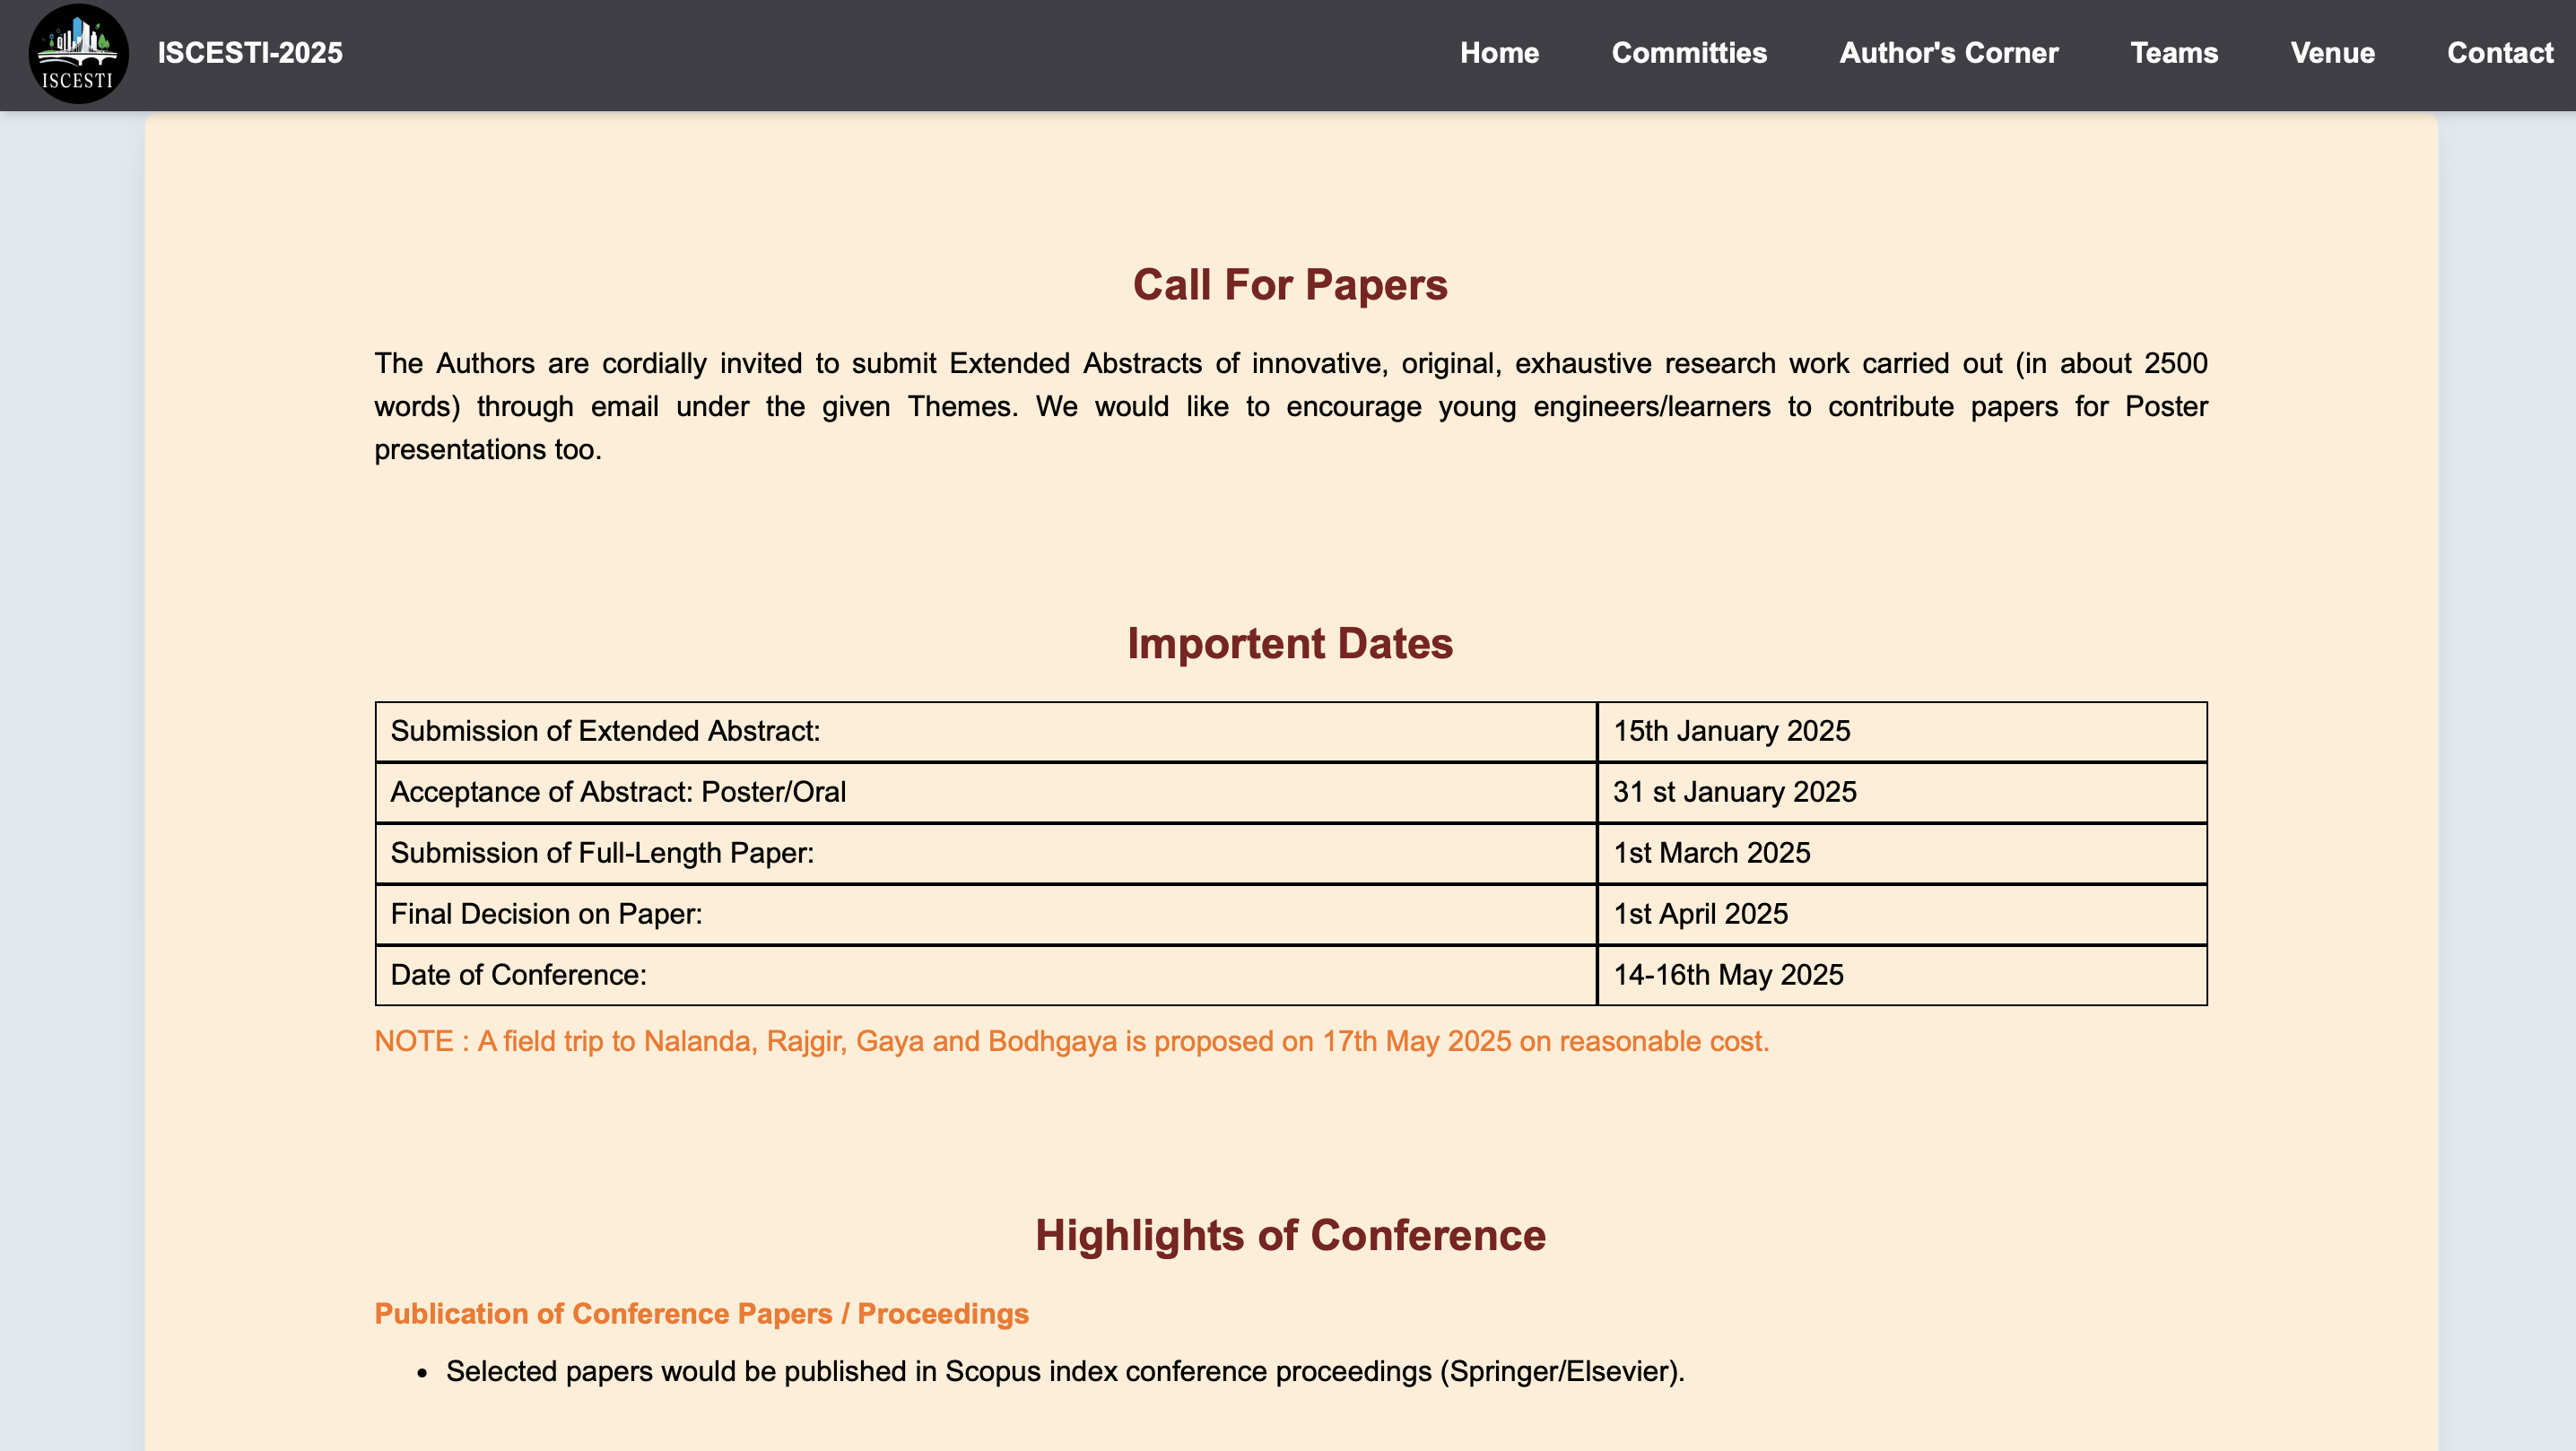 ISCESTI
ISCESTI-2025
Home
Committies
Author's Corner
Teams
Venue
Contact
Call For Papers
The Authors are cordially invited to submit Extended Abstracts of innovative, original, exhaustive research work carried out (in about 2500
words) through email under the given Themes. We would like to encourage young engineers/learners to contribute papers for Poster
presentations too.
Importent Dates
Submission of Extended Abstract: 15th January 2025
Acceptance of Abstract: Poster/Oral 31 st January 2025
Submission of Full-Length Paper: 1st March 2025
Final Decision on Paper: 1st April 2025
Date of Conference: 14-16th May 2025
NOTE : A field trip to Nalanda, Rajgir, Gaya and Bodhgaya is proposed on 17th May 2025 on reasonable cost.
Highlights of Conference
Publication of Conference Papers / Proceedings
• Selected papers would be published in Scopus index conference proceedings (Springer/Elsevier).